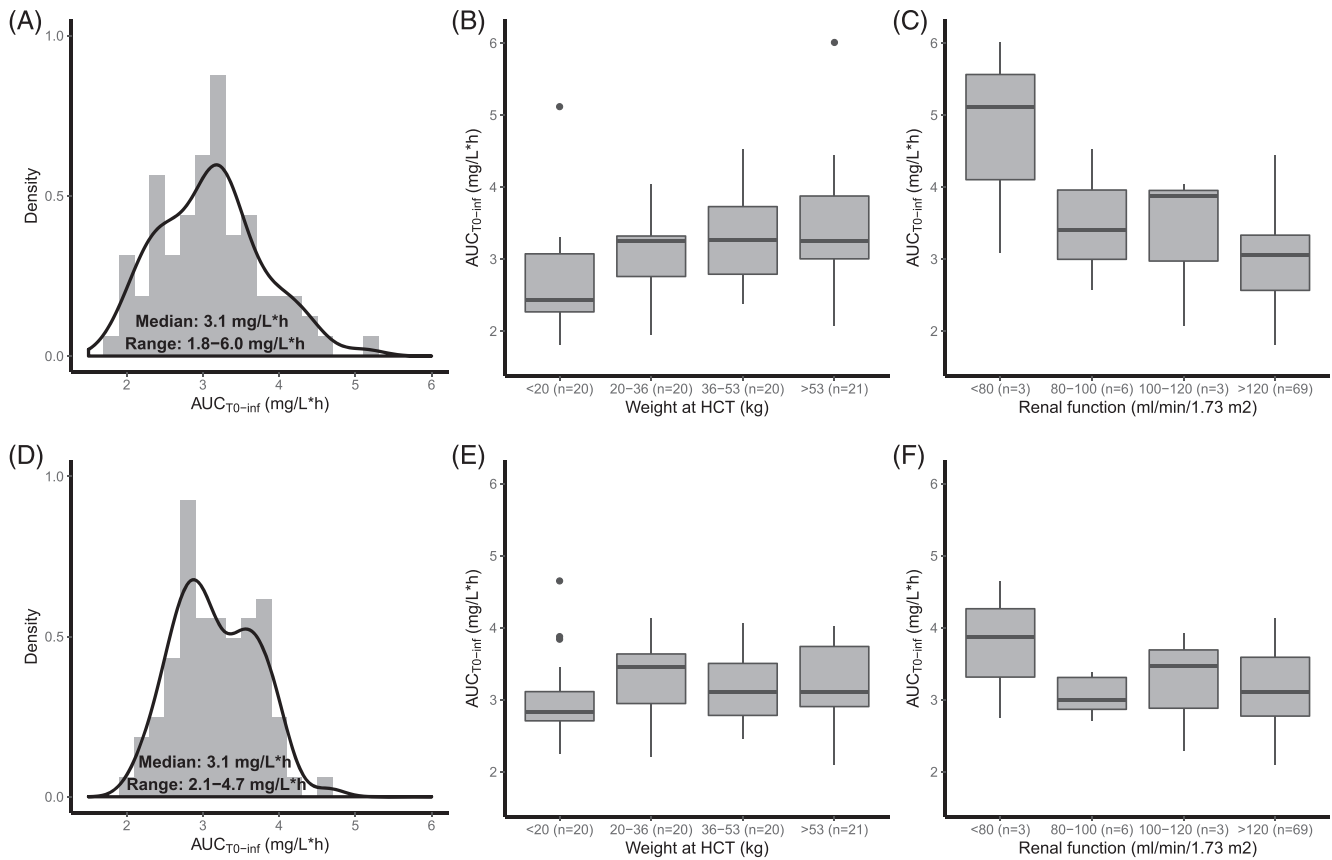 (A)
1.0
0.5
0.0
Density
Median: 3.1 mg/L*h
Range: 1.8−6.0 mg/L*h
2 3 4 5 6
AUCT0−inf (mg/L*h)
(B)
6
5
4
3
2
AUCT0−inf (mg/L*h)
<20 (n=20) 20−36 (n=20) 36−53 (n=20) >53 (n=21)
Weight at HCT (kg)
(C)
6
5
4
3
2
AUCT0−inf (mg/L*h)
<80 (n=3) 80−100 (n=6) 100−120 (n=3) >120 (n=69)
Renal function (ml/min/1.73 m2)
(D)
1.0
0.5
0.0
Density
Median: 3.1 mg/L*h
Range: 2.1−4.7 mg/L*h
2 3 4 5 6
AUCT0−inf (mg/L*h)
(E)
6
5
4
3
2
AUCT0−inf (mg/L*h)
<20 (n=20) 20−36 (n=20) 36−53 (n=20) >53 (n=21)
Weight at HCT (kg)
(F)
6
5
4
3
2
AUCT0−inf (mg/L*h)
<80 (n=3) 80−100 (n=6) 100−120 (n=3) >120 (n=69)
Renal function (ml/min/1.73 m2)